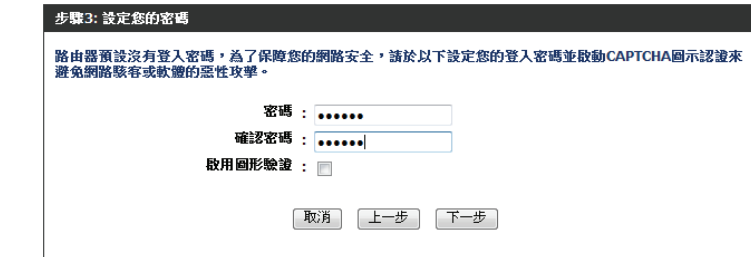 步驟3: 設定您的密碼
路由器預設沒有登入密碼，為了保障您的網路安全，請於以下設定您的登入密碼並啟動CAPTCHA圖示認證來
避免網路駭客或軟體的惡性攻擊。
密碼 : ••••••
確認密碼 : ••••••
啟用圖形驗證 :
取消 上一步 下一步